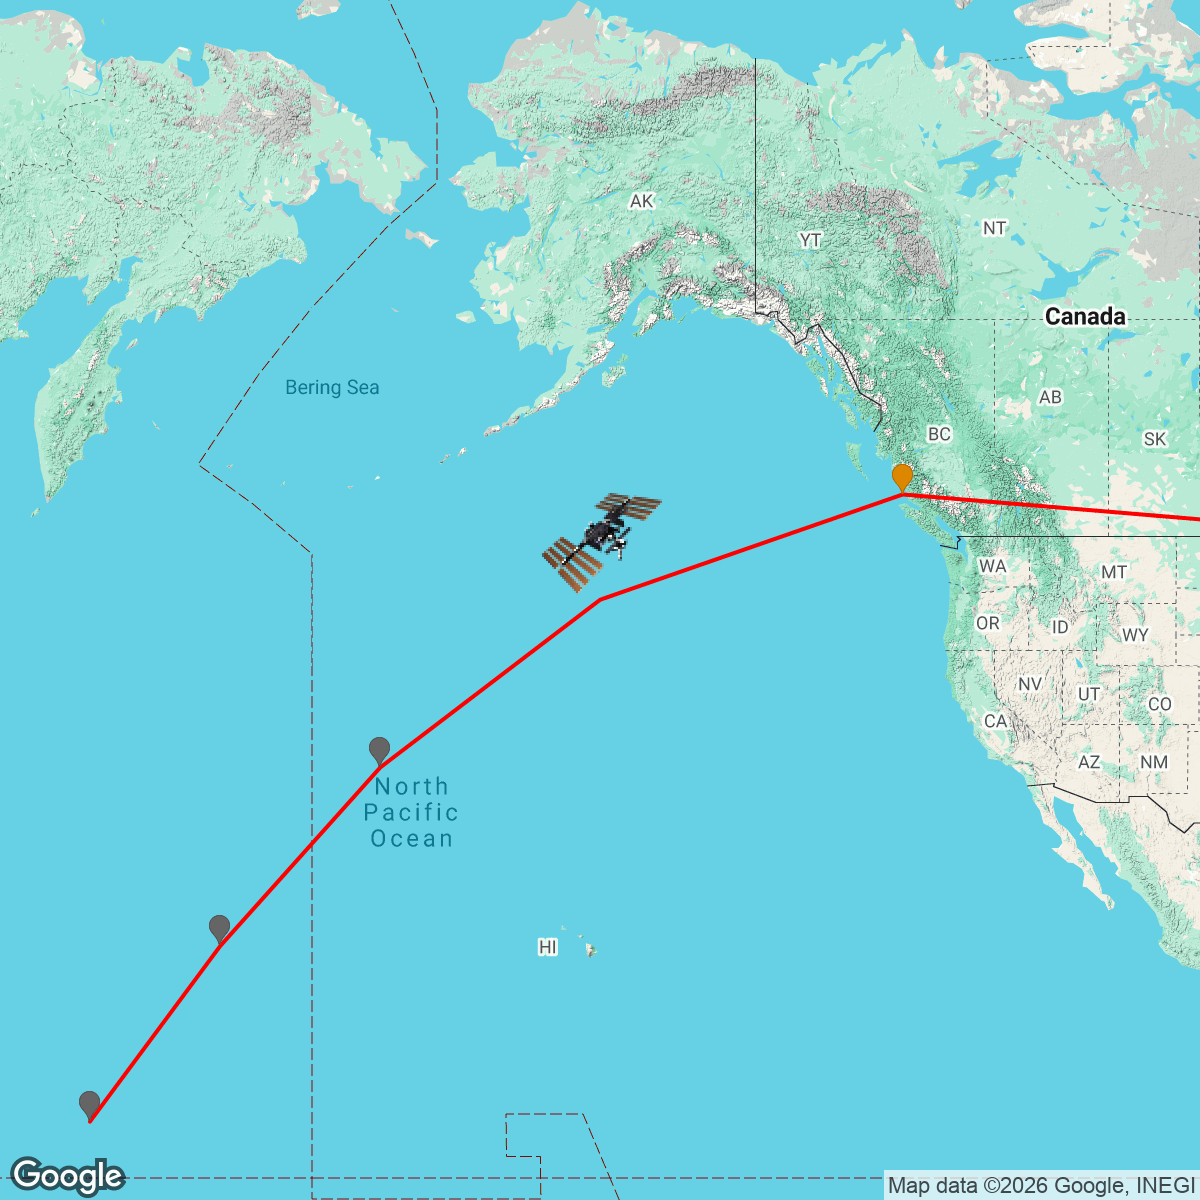 AK
YT
NT
Canada
Bering Sea
AB
BC
SK
WA
MT
OR
ID
WY
NV
UT
CO
CA
AZ
NM
North
Pacific
Ocean
HI
Google
Map data ©2026 Google, INEGI